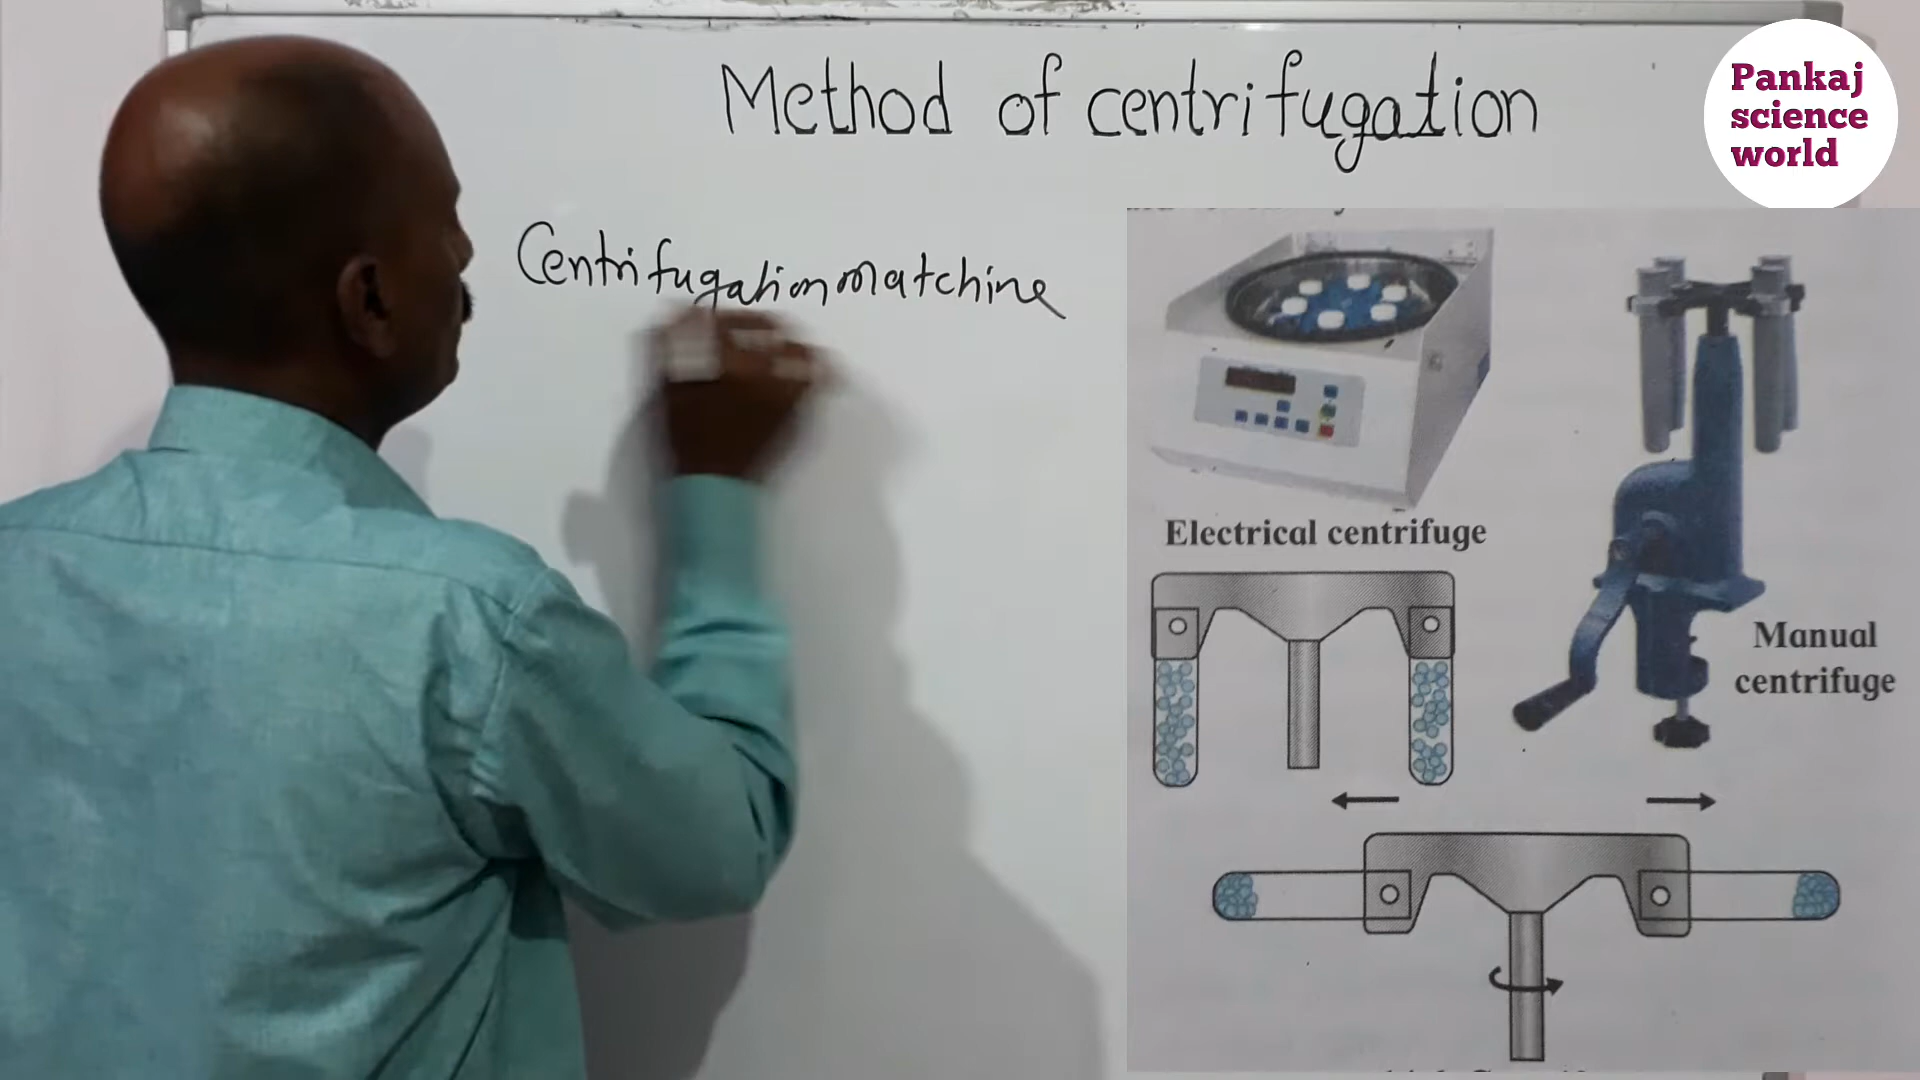 Method of centrifugation
Pankaj
science
world
Centrifugation matchine
Electrical centrifuge
Manual
centrifuge